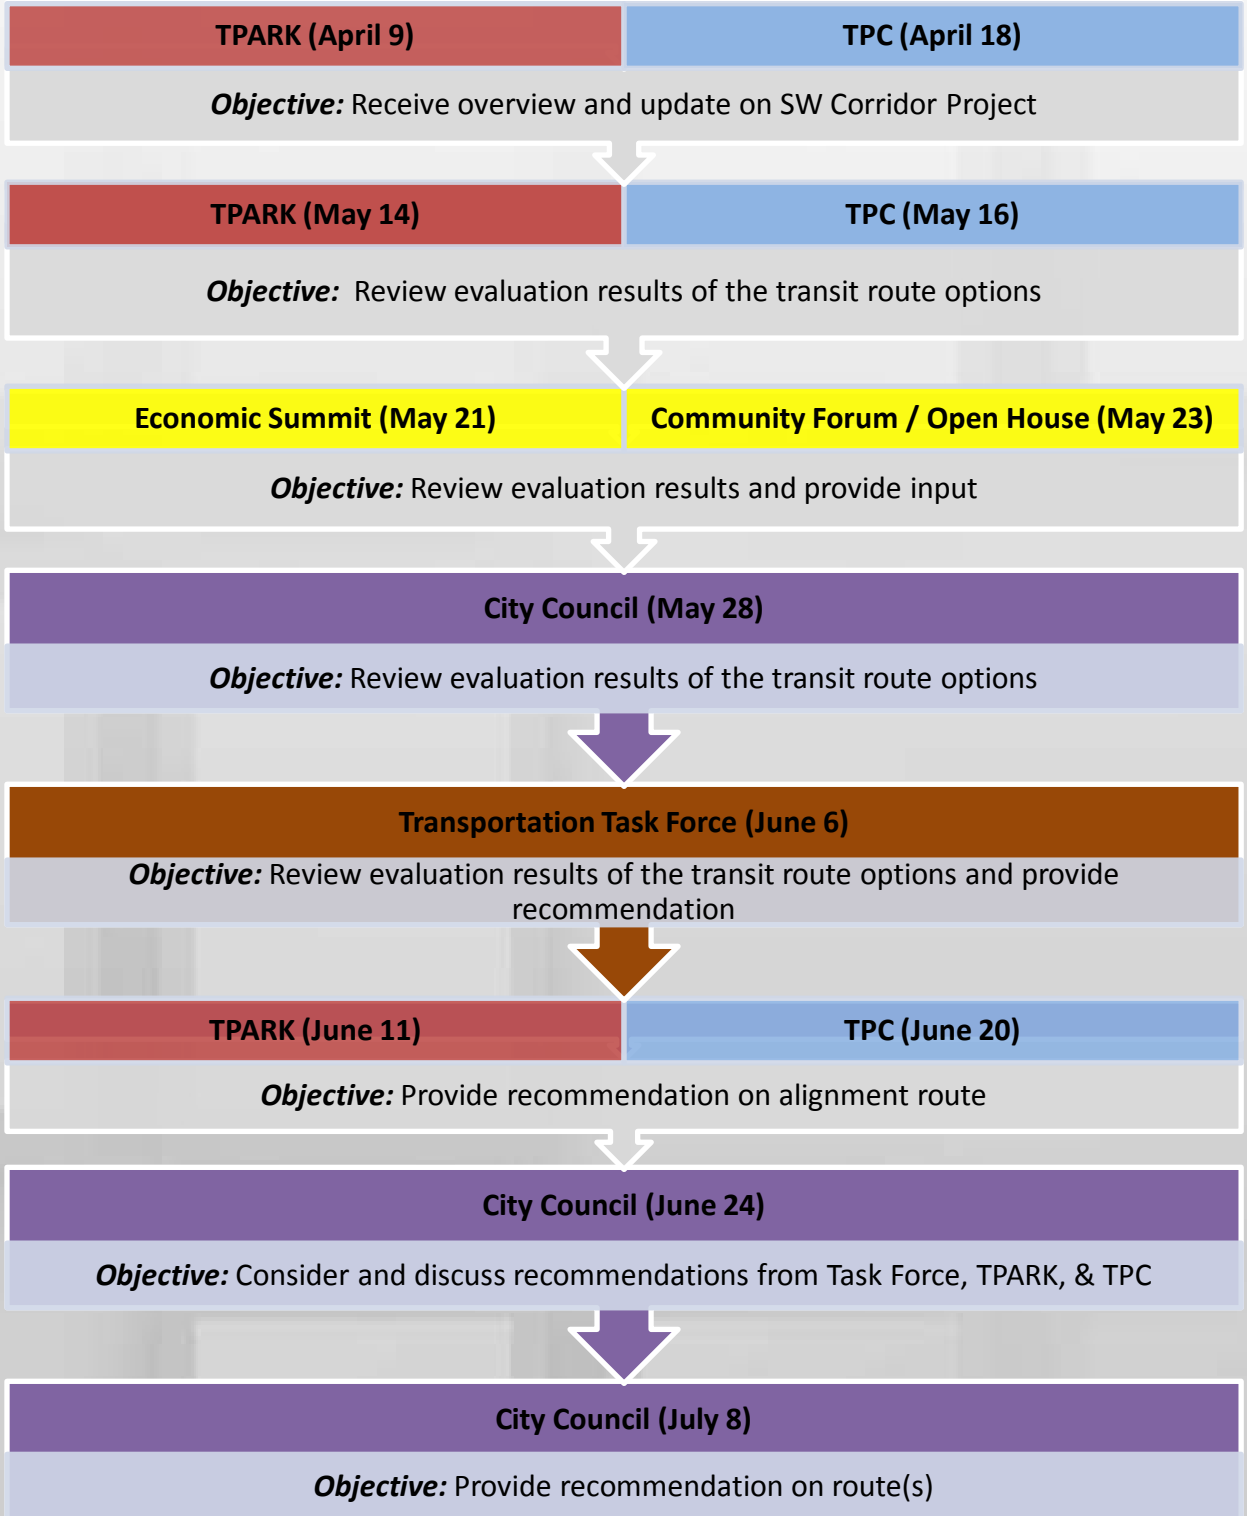 TPARK (April 9)
TPC (April 18)
Objective: Receive overview and update on SW Corridor Project
TPARK (May 14)
TPC (May 16)
Objective:  Review evaluation results of the transit route options
Economic Summit (May 21)
Community Forum / Open House (May 23)
Objective: Review evaluation results and provide input
City Council (May 28)
Objective: Review evaluation results of the transit route options
Transportation Task Force (June 6)
Objective: Review evaluation results of the transit route options and provide
recommendation
TPARK (June 11)
TPC (June 20)
Objective: Provide recommendation on alignment route
City Council (June 24)
Objective: Consider and discuss recommendations from Task Force, TPARK, & TPC
City Council (July 8)
Objective: Provide recommendation on route(s)